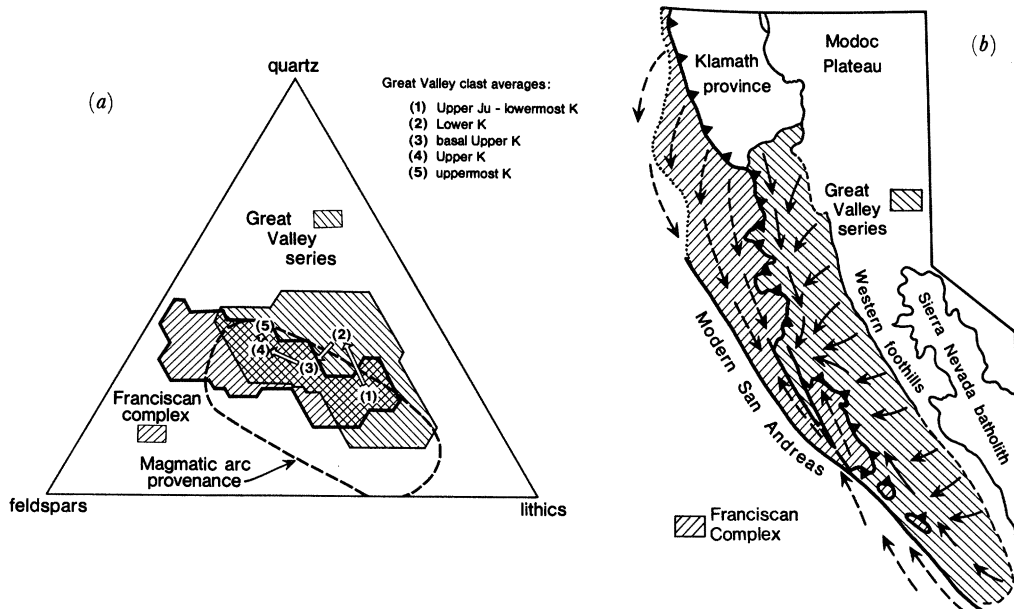 (a)
quartz
Great Valley clast averages:
(1) Upper Ju - lowermost K
(2) Lower K
(3) basal Upper K
(4) Upper K
(5) uppermost K
Great
Valley
series
(5)
(4)
(3)
(2)
(1)
Franciscan
complex
Magmatic arc
provenance
feldspars
lithics
(b)
Klamath
province
Modoc
Plateau
Great
Valley
series
Western
foothills
Sierra
Nevada
batholith
Modern San Andreas
Franciscan
Complex